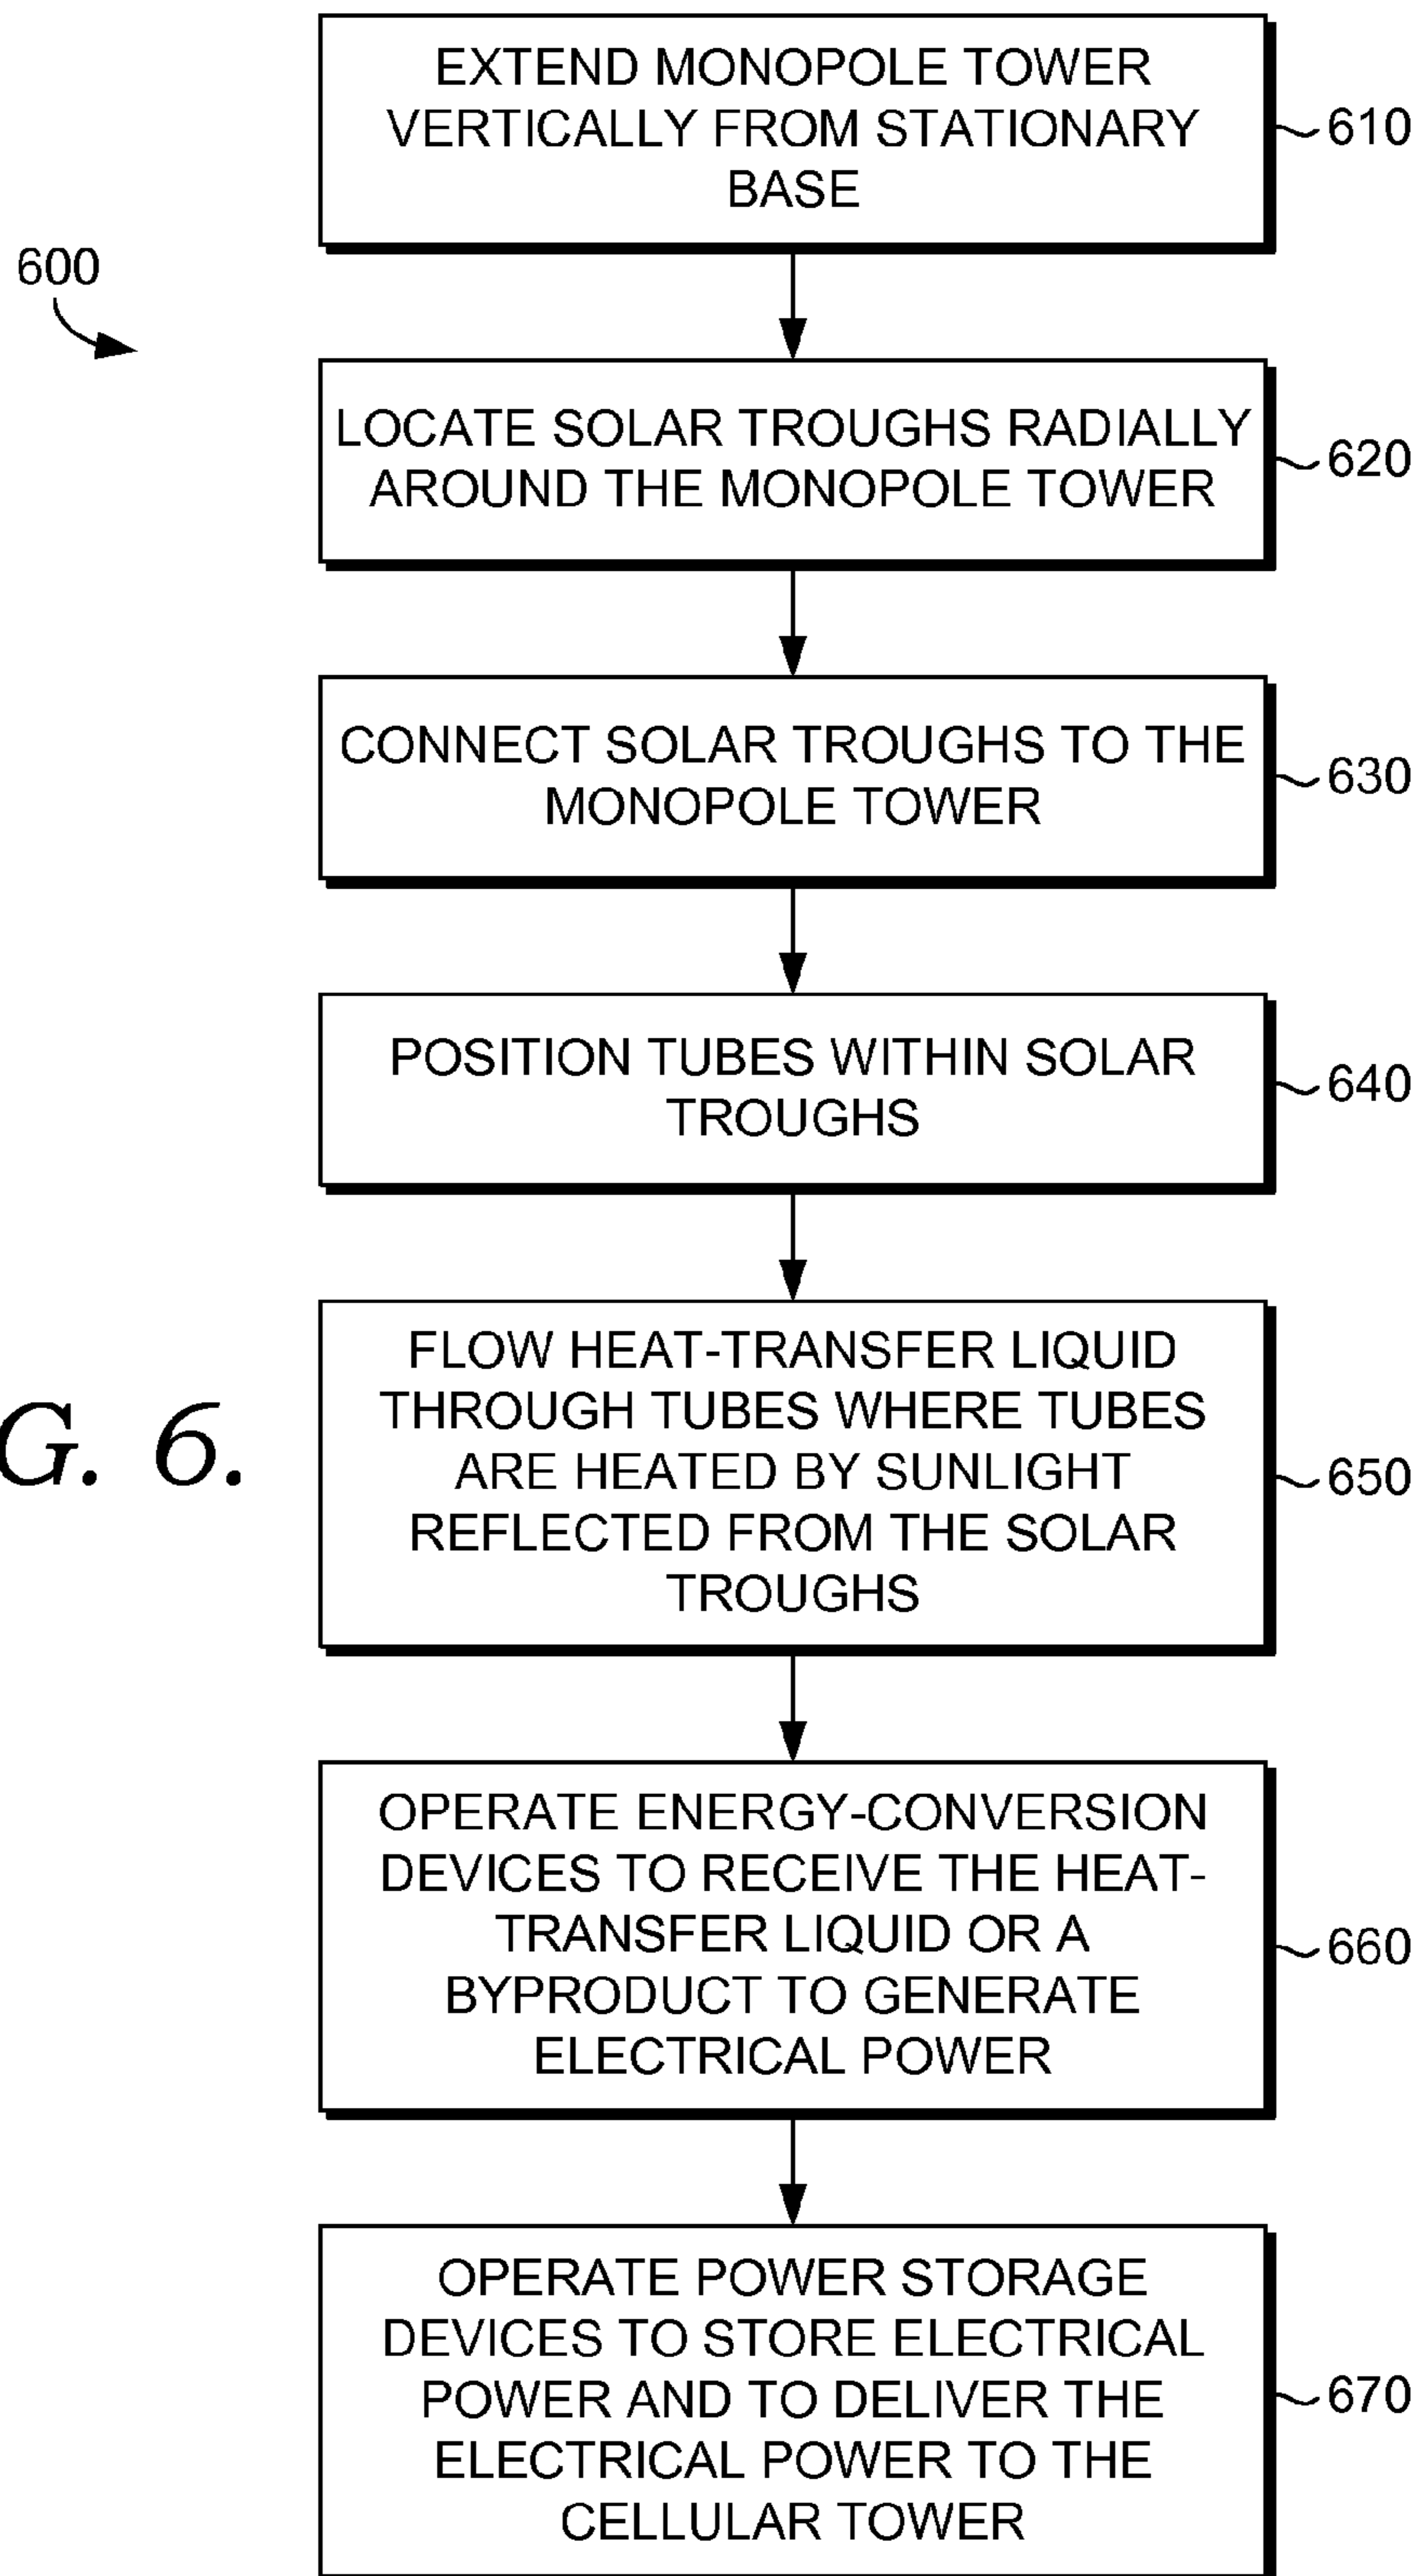 EXTEND MONOPOLE TOWER
VERTICALLY FROM STATIONARY
BASE
610
600
LOCATE SOLAR TROUGHS RADIALLY
AROUND THE MONOPOLE TOWER
620
CONNECT SOLAR TROUGHS TO THE
MONOPOLE TOWER
630
POSITION TUBES WITHIN SOLAR
TROUGHS
640
FLOW HEAT-TRANSFER LIQUID
THROUGH TUBES WHERE TUBES
ARE HEATED BY SUNLIGHT
REFLECTED FROM THE SOLAR
TROUGHS
650
G. 6.
OPERATE ENERGY-CONVERSION
DEVICES TO RECEIVE THE HEAT-
TRANSFER LIQUID OR A
BYPRODUCT TO GENERATE
ELECTRICAL POWER
660
OPERATE POWER STORAGE
DEVICES TO STORE ELECTRICAL
POWER AND TO DELIVER THE
ELECTRICAL POWER TO THE
CELLULAR TOWER
670